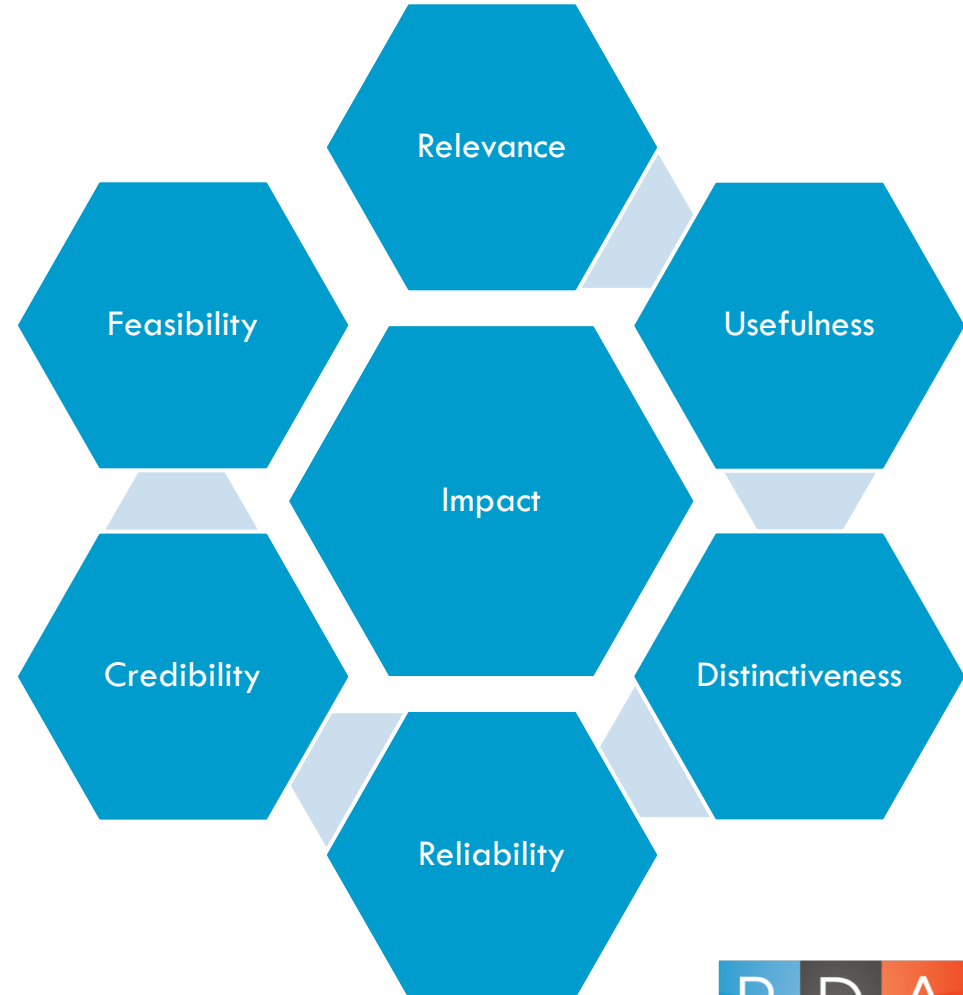 Relevance
Feasibility
Usefulness
Impact
Credibility
Distinctiveness
Reliability
D A